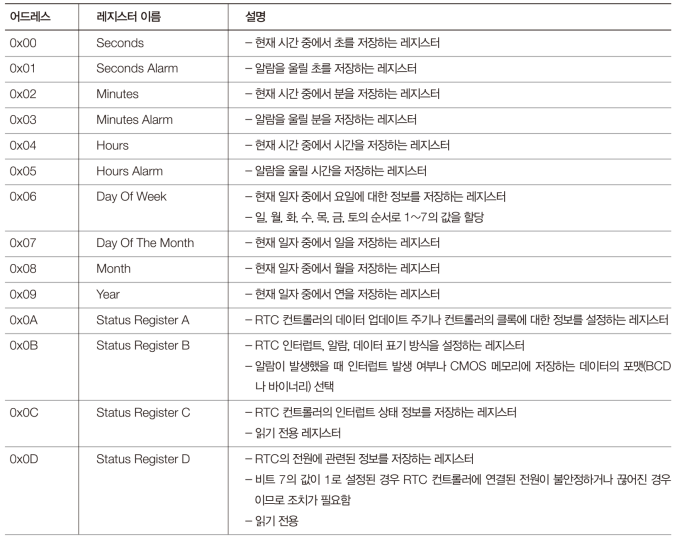 어드레스 레지스터 이름 설명
0x00 Seconds – 현재 시간 중에서 초를 저장하는 레지스터
0x01 Seconds Alarm – 알람을 울릴 초를 저장하는 레지스터
0x02 Minutes – 현재 시간 중에서 분을 저장하는 레지스터
0x03 Minutes Alarm – 알람을 울릴 분을 저장하는 레지스터
0x04 Hours – 현재 시간 중에서 시간을 저장하는 레지스터
0x05 Hours Alarm – 알람을 울릴 시간을 저장하는 레지스터
0x06 Day Of Week – 현재 일자 중에서 요일에 대한 정보를 저장하는 레지스터
– 일, 월, 화, 수, 목, 금, 토의 순서로 1~7의 값을 할당
0x07 Day Of The Month – 현재 일자 중에서 일을 저장하는 레지스터
0x08 Month – 현재 일자 중에서 월을 저장하는 레지스터
0x09 Year – 현재 일자 중에서 연을 저장하는 레지스터
0x0A Status Register A – RTC 컨트롤러의 데이터 업데이트 주기나 컨트롤러의 클록에 대한 정보를 설정하는 레지스터
0x0B Status Register B – RTC 인터럽트, 알람, 데이터 표기 방식을 설정하는 레지스터
– 알람이 발생했을 때 인터럽트 발생 여부나 CMOS 메모리에 저장하는 데이터의 포맷(BCD
나 바이너리) 선택
0x0C Status Register C – RTC 컨트롤러의 인터럽트 상태 정보를 저장하는 레지스터
– 읽기 전용 레지스터
0x0D Status Register D – RTC의 전원에 관련된 정보를 저장하는 레지스터
– 비트 7의 값이 1로 설정된 경우 RTC 컨트롤러에 연결된 전원이 불안정하거나 끊어진 경우
이므로 조치가 필요함
– 읽기 전용